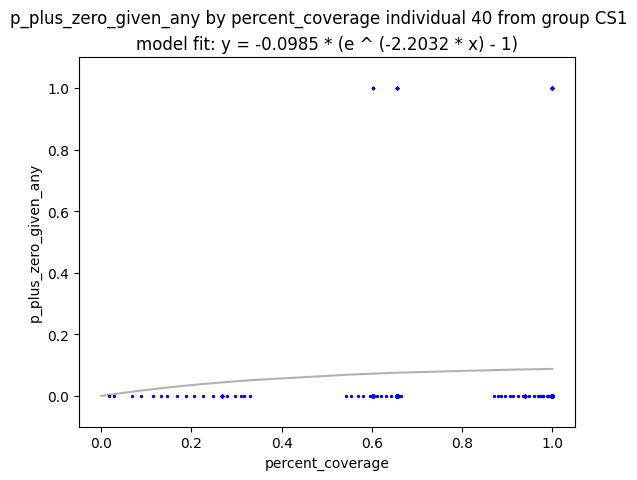 p_plus_zero_given_any by percent_coverage individual 40 from group CS1
model fit: y = -0.0985 * (e ^ (-2.2032 * x) - 1)
1.0
0.8
0.6
0.4
0.2
0.0
p_plus_zero_given_any
0.0 0.2 0.4 0.6 0.8 1.0
percent_coverage